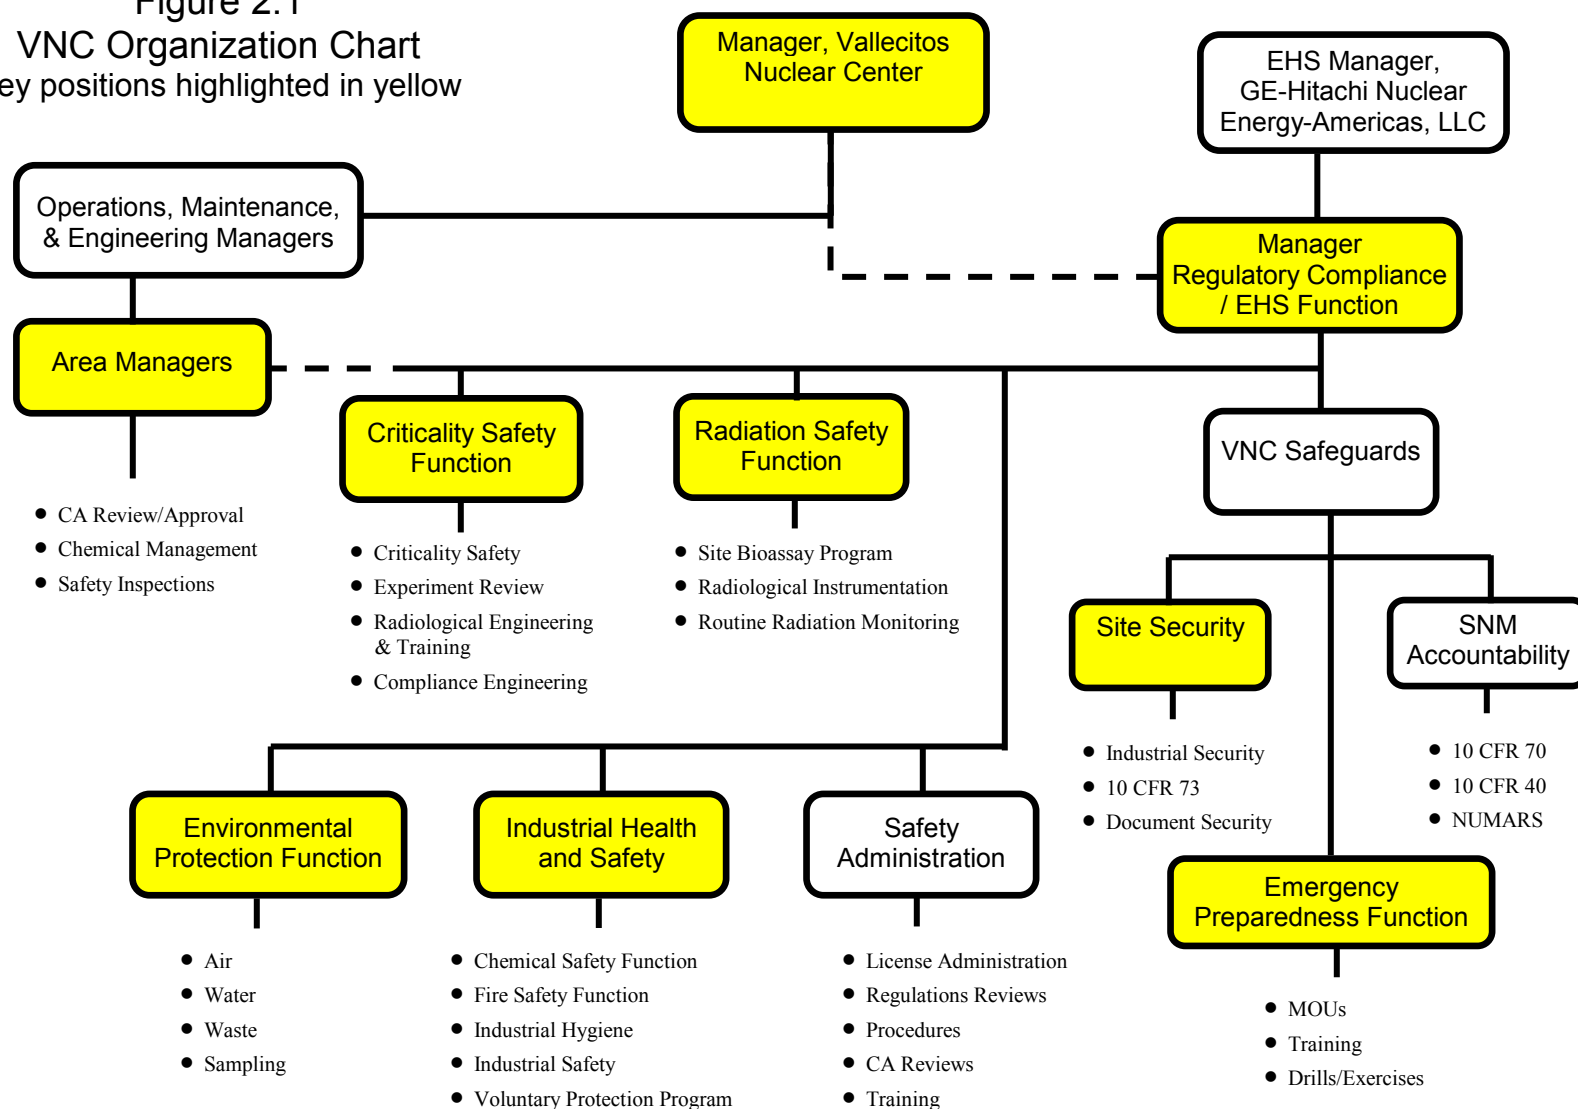 Figure 2.1
VNC Organization Chart
ey positions highlighted in yellow
Manager, Vallecitos
Nuclear Center
EHS Manager,
GE-Hitachi Nuclear
Energy-Americas, LLC
Operations, Maintenance,
& Engineering Managers
Manager
Regulatory Compliance
/ EHS Function
Area Managers
Criticality Safety
Function
Radiation Safety
Function
VNC Safeguards
• CA Review/Approval
• Chemical Management
• Safety Inspections
• Criticality Safety
• Experiment Review
• Radiological Engineering
& Training
• Compliance Engineering
• Site Bioassay Program
• Radiological Instrumentation
• Routine Radiation Monitoring
Site Security
SNM
Accountability
• Industrial Security
• 10 CFR 73
• Document Security
• 10 CFR 70
• 10 CFR 40
• NUMARS
Environmental
Protection Function
Industrial Health
and Safety
Safety
Administration
Emergency
Preparedness Function
• Air
• Water
• Waste
• Sampling
• Chemical Safety Function
• Fire Safety Function
• Industrial Hygiene
• Industrial Safety
• Voluntary Protection Program
• License Administration
• Regulations Reviews
• Procedures
• CA Reviews
• Training
• MOUs
• Training
• Drills/Exercises